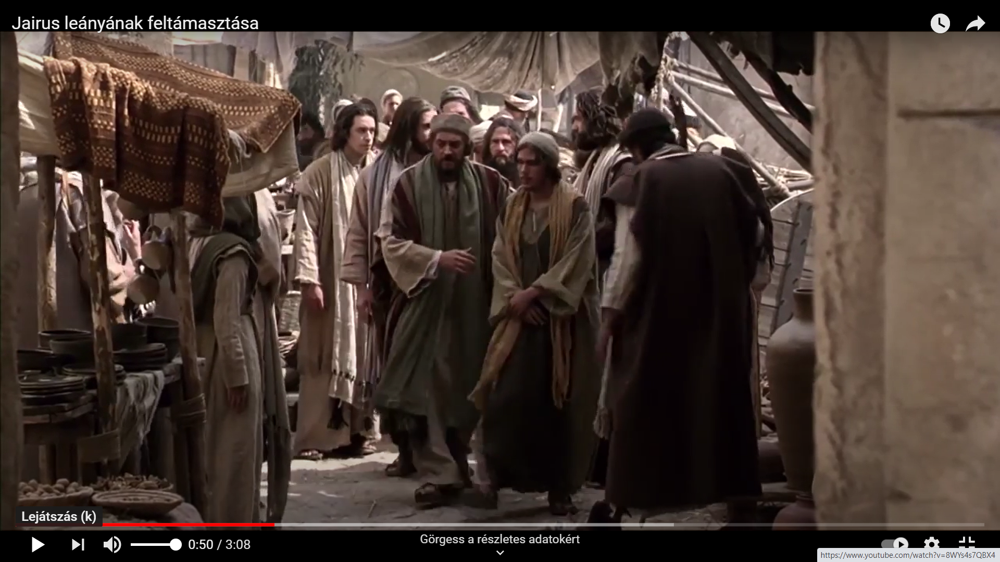 Jairus leányának feltámasztása
Lejátszás (k)
0:50 / 3:08
Görgess a részletes adatokért
https://www.youtube.com/watch?v=8WYs4s7QBX4